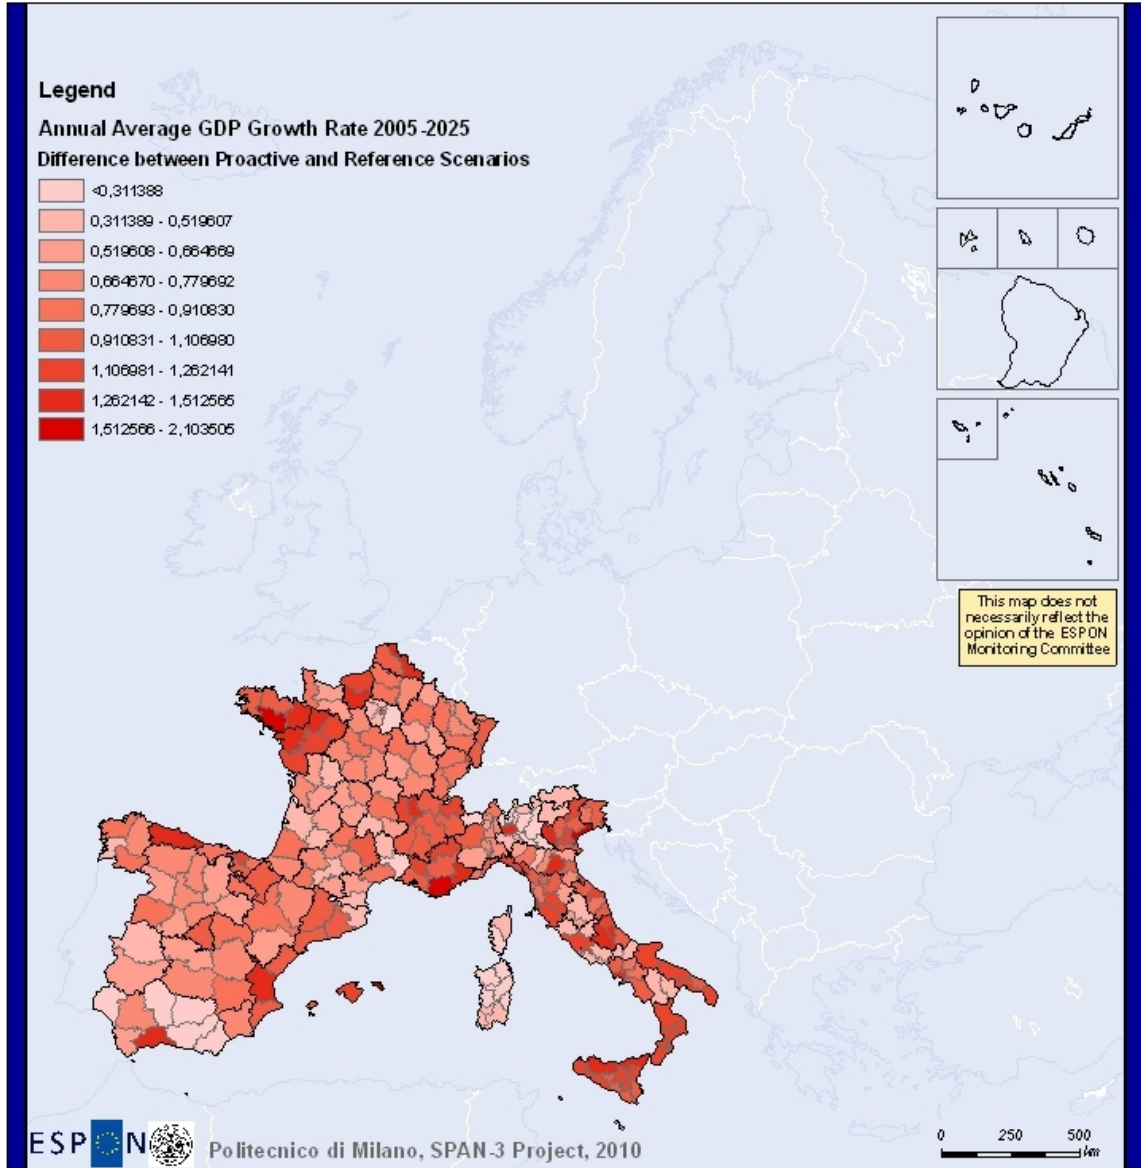 Legend
Annual Average GDP Growth Rate 2005-2025
Difference between Proactive and Reference Scenarios
<0,311388
0,311389 - 0,519607
0,519608 - 0,664669
0,664670 - 0,779692
0,779693 - 0,910830
0,910831 - 1,106980
1,106981 - 1,262141
1,262142 - 1,512565
1,512566 - 2,103505
This map does not
necessarily reflect the
opinion of the ESPON
Monitoring Committee
ESPON
Politecnico di Milano, SPAN-3 Project, 2010
0 250 500
km